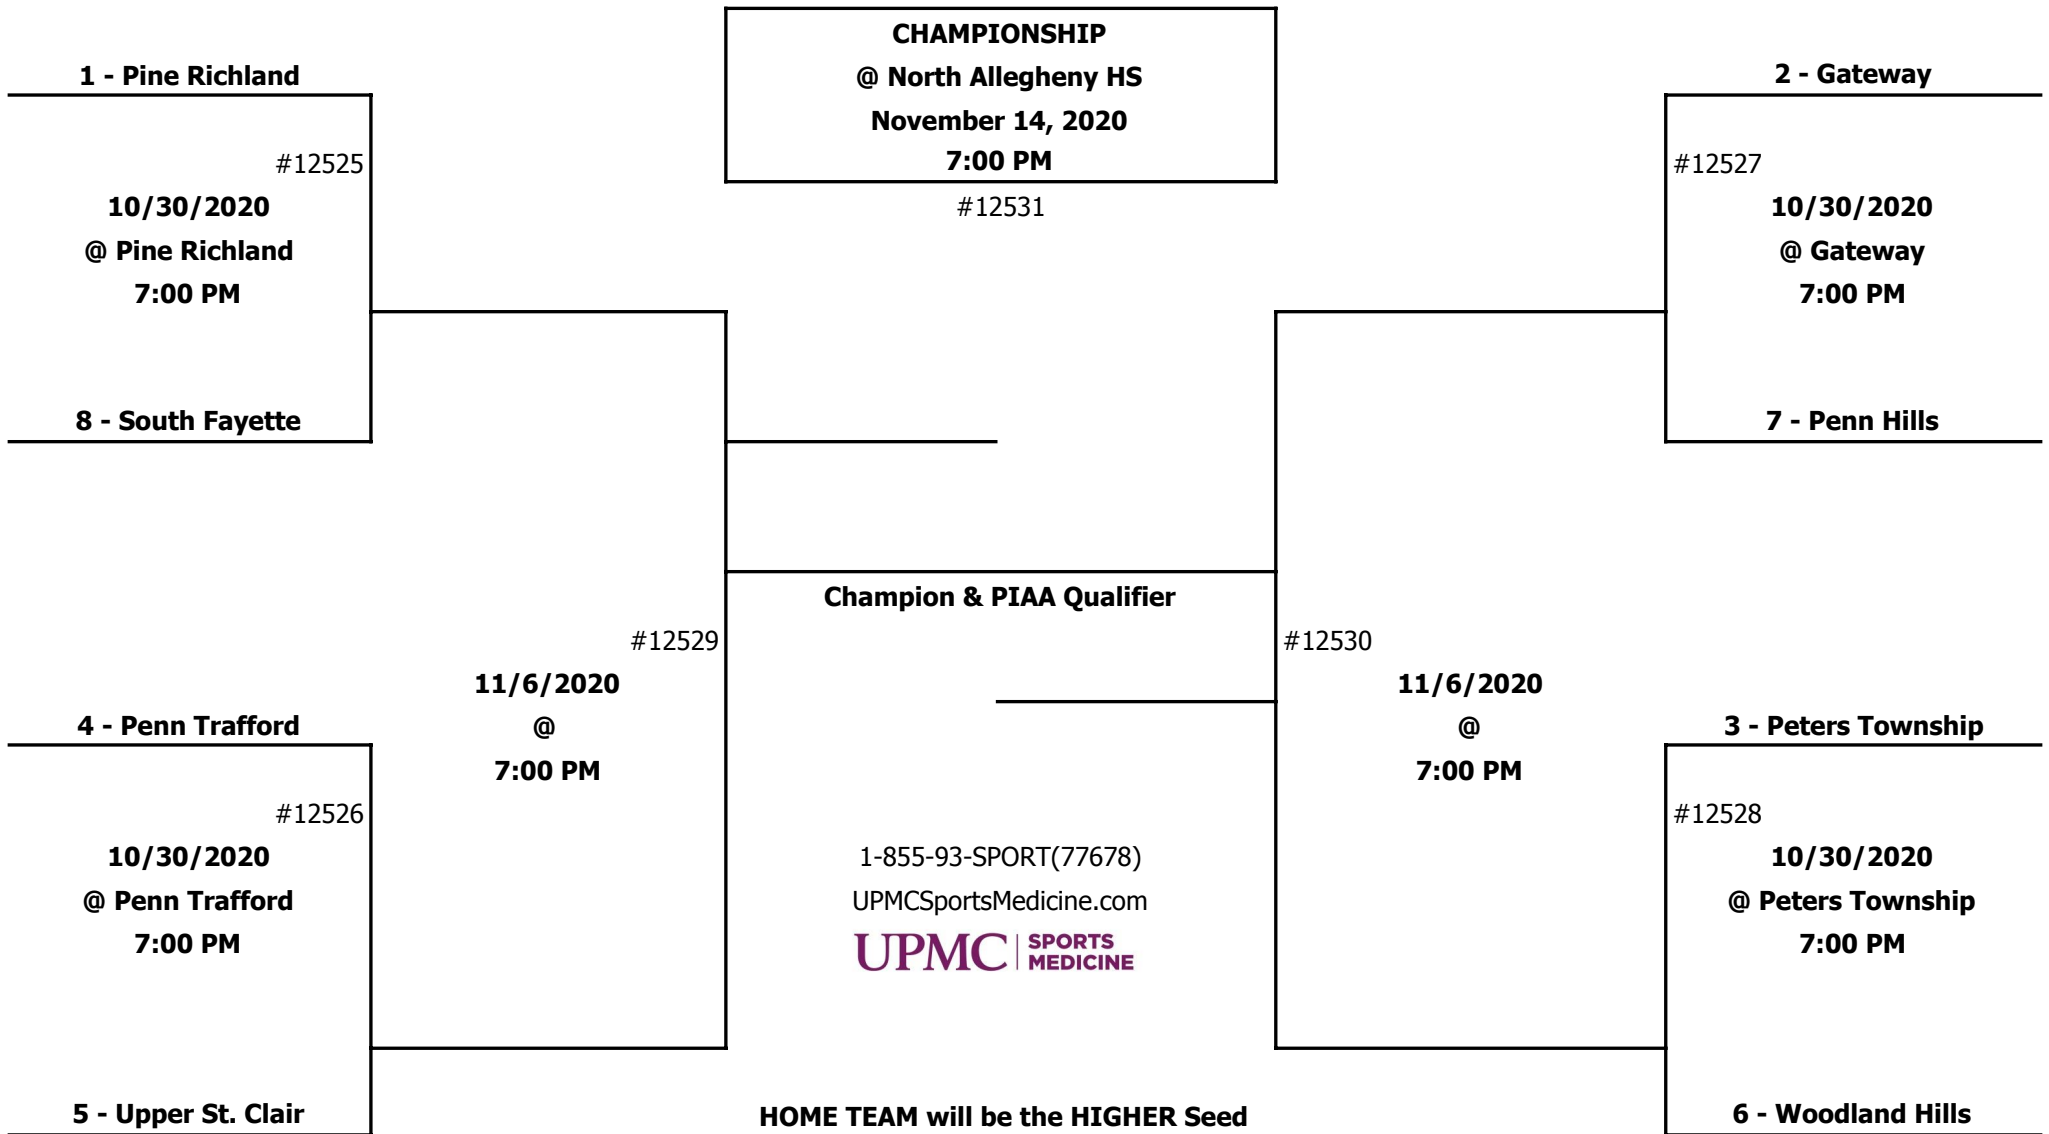 CHAMPIONSHIP
@ North Allegheny HS
November 14, 2020
7:00 PM
#12531
1 - Pine Richland
#12525
10/30/2020
@ Pine Richland
7:00 PM
8 - South Fayette
2 - Gateway
#12527
10/30/2020
@ Gateway
7:00 PM
7 - Penn Hills
Champion & PIAA Qualifier
#12529
11/6/2020
@
7:00 PM
#12530
11/6/2020
@
7:00 PM
4 - Penn Trafford
#12526
10/30/2020
@ Penn Trafford
7:00 PM
5 - Upper St. Clair
3 - Peters Township
#12528
10/30/2020
@ Peters Township
7:00 PM
6 - Woodland Hills
1-855-93-SPORT(77678)
UPMCSportsMedicine.com
UPMC SPORTS
MEDICINE
HOME TEAM will be the HIGHER Seed